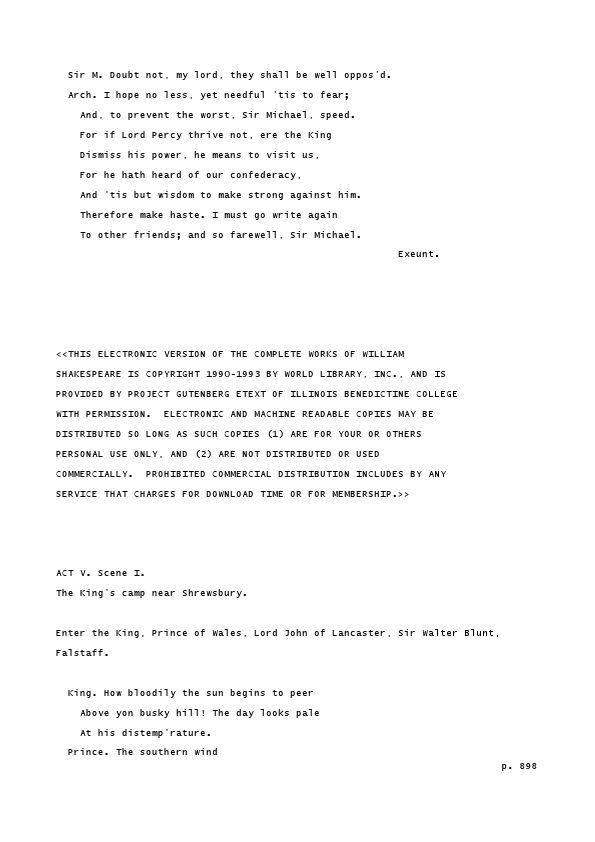 Sir M. Doubt not, my lord, they shall be well oppos'd.
Arch. I hope no less, yet needful 'tis to fear;
And, to prevent the worst, Sir Michael, speed.
For if Lord Percy thrive not, ere the King
Dismiss his power, he means to visit us,
For he hath heard of our confederacy,
And 'tis but wisdom to make strong against him.
Therefore make haste. I must go write again
To other friends; and so farewell, Sir Michael.
Exeunt.
<<THIS ELECTRONIC VERSION OF THE COMPLETE WORKS OF WILLIAM
SHAKESPEARE IS COPYRIGHT 1990-1993 BY WORLD LIBRARY, INC., AND IS
PROVIDED BY PROJECT GUTENBERG ETEXT OF ILLINOIS BENEDICTINE COLLEGE
WITH PERMISSION.  ELECTRONIC AND MACHINE READABLE COPIES MAY BE
DISTRIBUTED SO LONG AS SUCH COPIES (1) ARE FOR YOUR OR OTHERS
PERSONAL USE ONLY, AND (2) ARE NOT DISTRIBUTED OR USED
COMMERCIALLY.  PROHIBITED COMMERCIAL DISTRIBUTION INCLUDES BY ANY
SERVICE THAT CHARGES FOR DOWNLOAD TIME OR FOR MEMBERSHIP.>>
ACT V. Scene I.
The King's camp near Shrewsbury.
Enter the King, Prince of Wales, Lord John of Lancaster, Sir Walter Blunt,
Falstaff.
King. How bloodily the sun begins to peer
Above yon busky hill! The day looks pale
At his distemp'rature.
Prince. The southern wind
p. 898